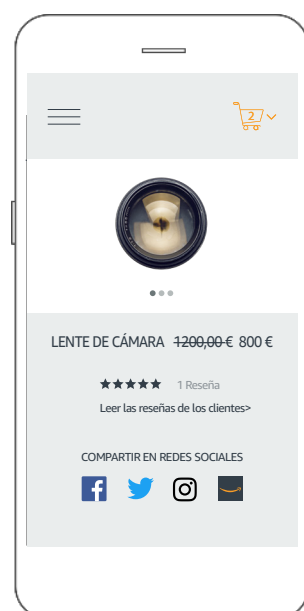 2
LENTE DE CÁMARA 1200,00 € 800 €
1 Reseña
Leer las reseñas de los clientes>
COMPARTIR EN REDES SOCIALES